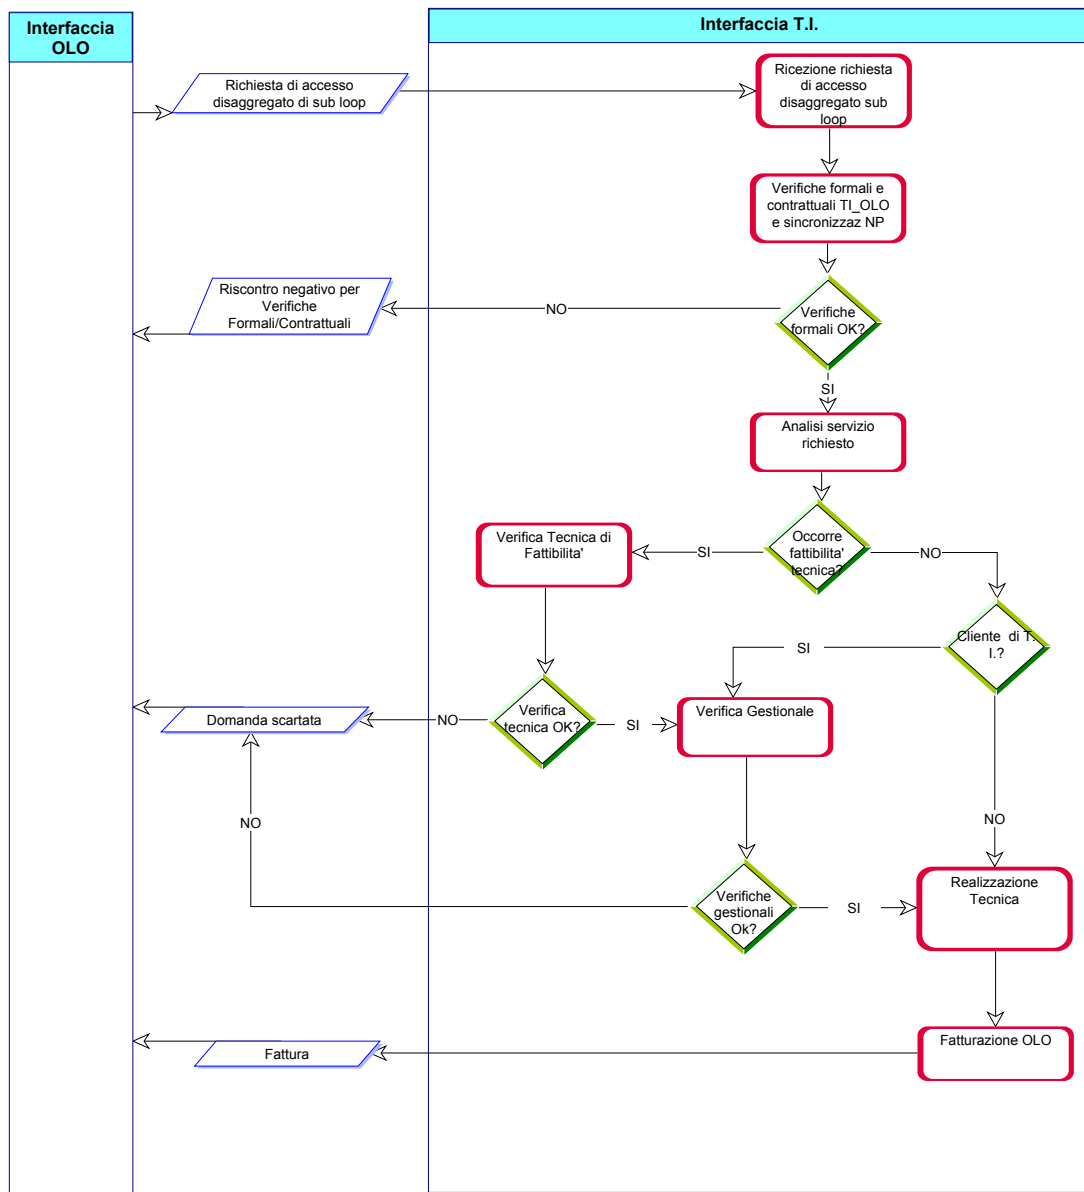 Interfaccia
OLO
Interfaccia T.I.
Richiesta di accesso
disaggregato di sub loop
Ricezione richiesta
di accesso
disaggregato sub
loop
Verifiche formali e
contrattuali TI_OLO
e sincronizzaz NP
Riscontro negativo per
Verifiche
Formali/Contrattuali
NO
Verifiche
formali OK?
SI
Analisi servizio
richiesto
Verifica Tecnica di
Fattibilita'
SI
Occorre
fattibilita'
tecnica?
NO
Cliente di T.
I.?
SI
Domanda scartata
NO
Verifica
tecnica OK?
SI
Verifica Gestionale
NO
NO
Verifiche
gestionali
Ok?
SI
Realizzazione
Tecnica
Fattura
Fatturazione OLO